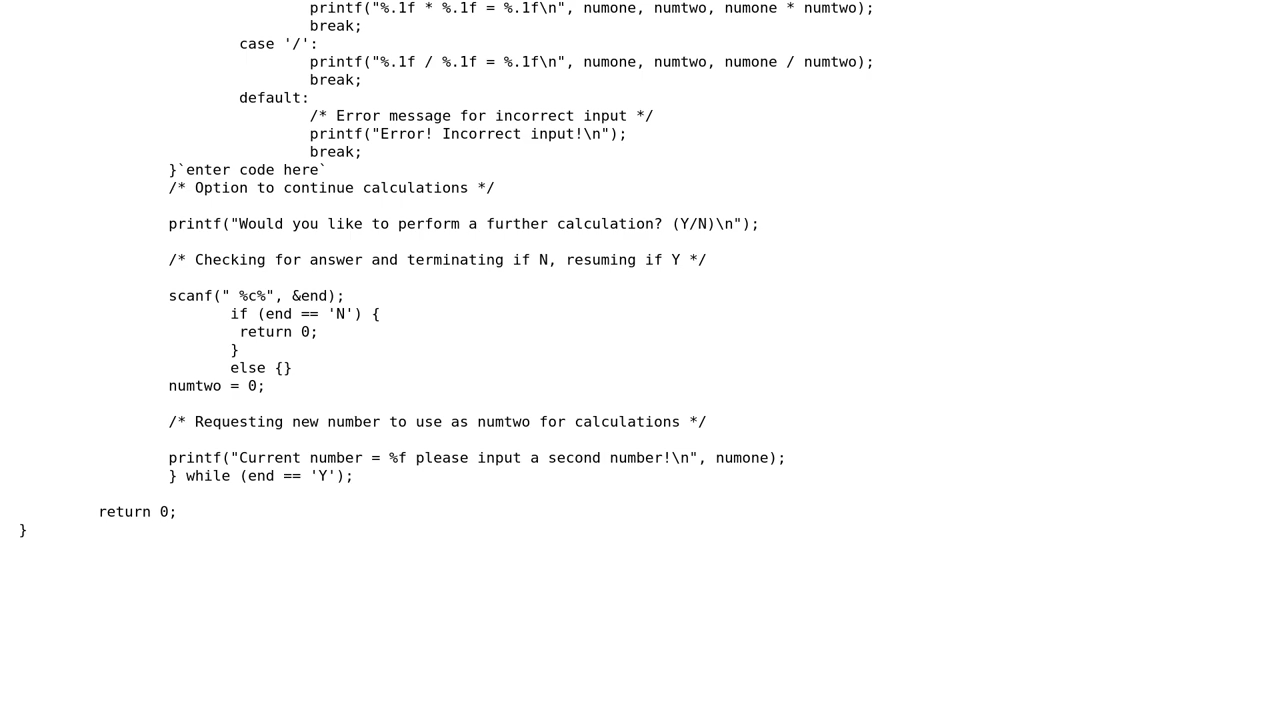 printf("%.1f * %.1f = %.1f\n", numone, numtwo, numone * numtwo);
break;
case '/':
printf("%.1f / %.1f = %.1f\n", numone, numtwo, numone / numtwo);
break;
default:
/* Error message for incorrect input */
printf("Error! Incorrect input!\n");
break;
}`enter code here`
/* Option to continue calculations */
printf("Would you like to perform a further calculation? (Y/N)\n");
/* Checking for answer and terminating if N, resuming if Y */
scanf(" %c%", &end);
if (end == 'N') {
return 0;
}
else {}
numtwo = 0;
/* Requesting new number to use as numtwo for calculations */
printf("Current number = %f please input a second number!\n", numone);
} while (end == 'Y');
return 0;
}